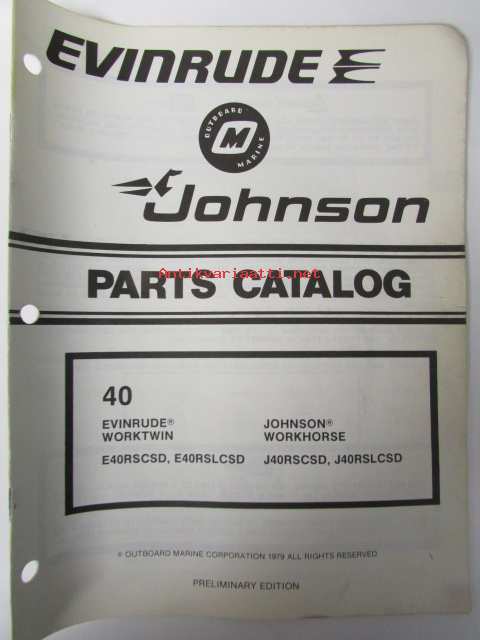 EVINRUDE
OUTBOARD
M
MARINE
Johnson
PARTS CATALOG
Antikvariaatti.net
40
EVINRUDE® JOHNSON®
WORKTWIN WORKHORSE
E40RSCSD, E40RSLCSD J40RSCSD, J40RSLCSD
© OUTBOARD MARINE CORPORATION 1979 ALL RIGHTS RESERVED
PRELIMINARY EDITION